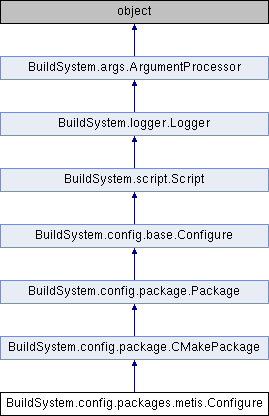 object
BuildSystem.args.ArgumentProcessor
BuildSystem.logger.Logger
BuildSystem.script.Script
BuildSystem.config.base.Configure
BuildSystem.config.package.Package
BuildSystem.config.package.CMakePackage
BuildSystem.config.packages.metis.Configure